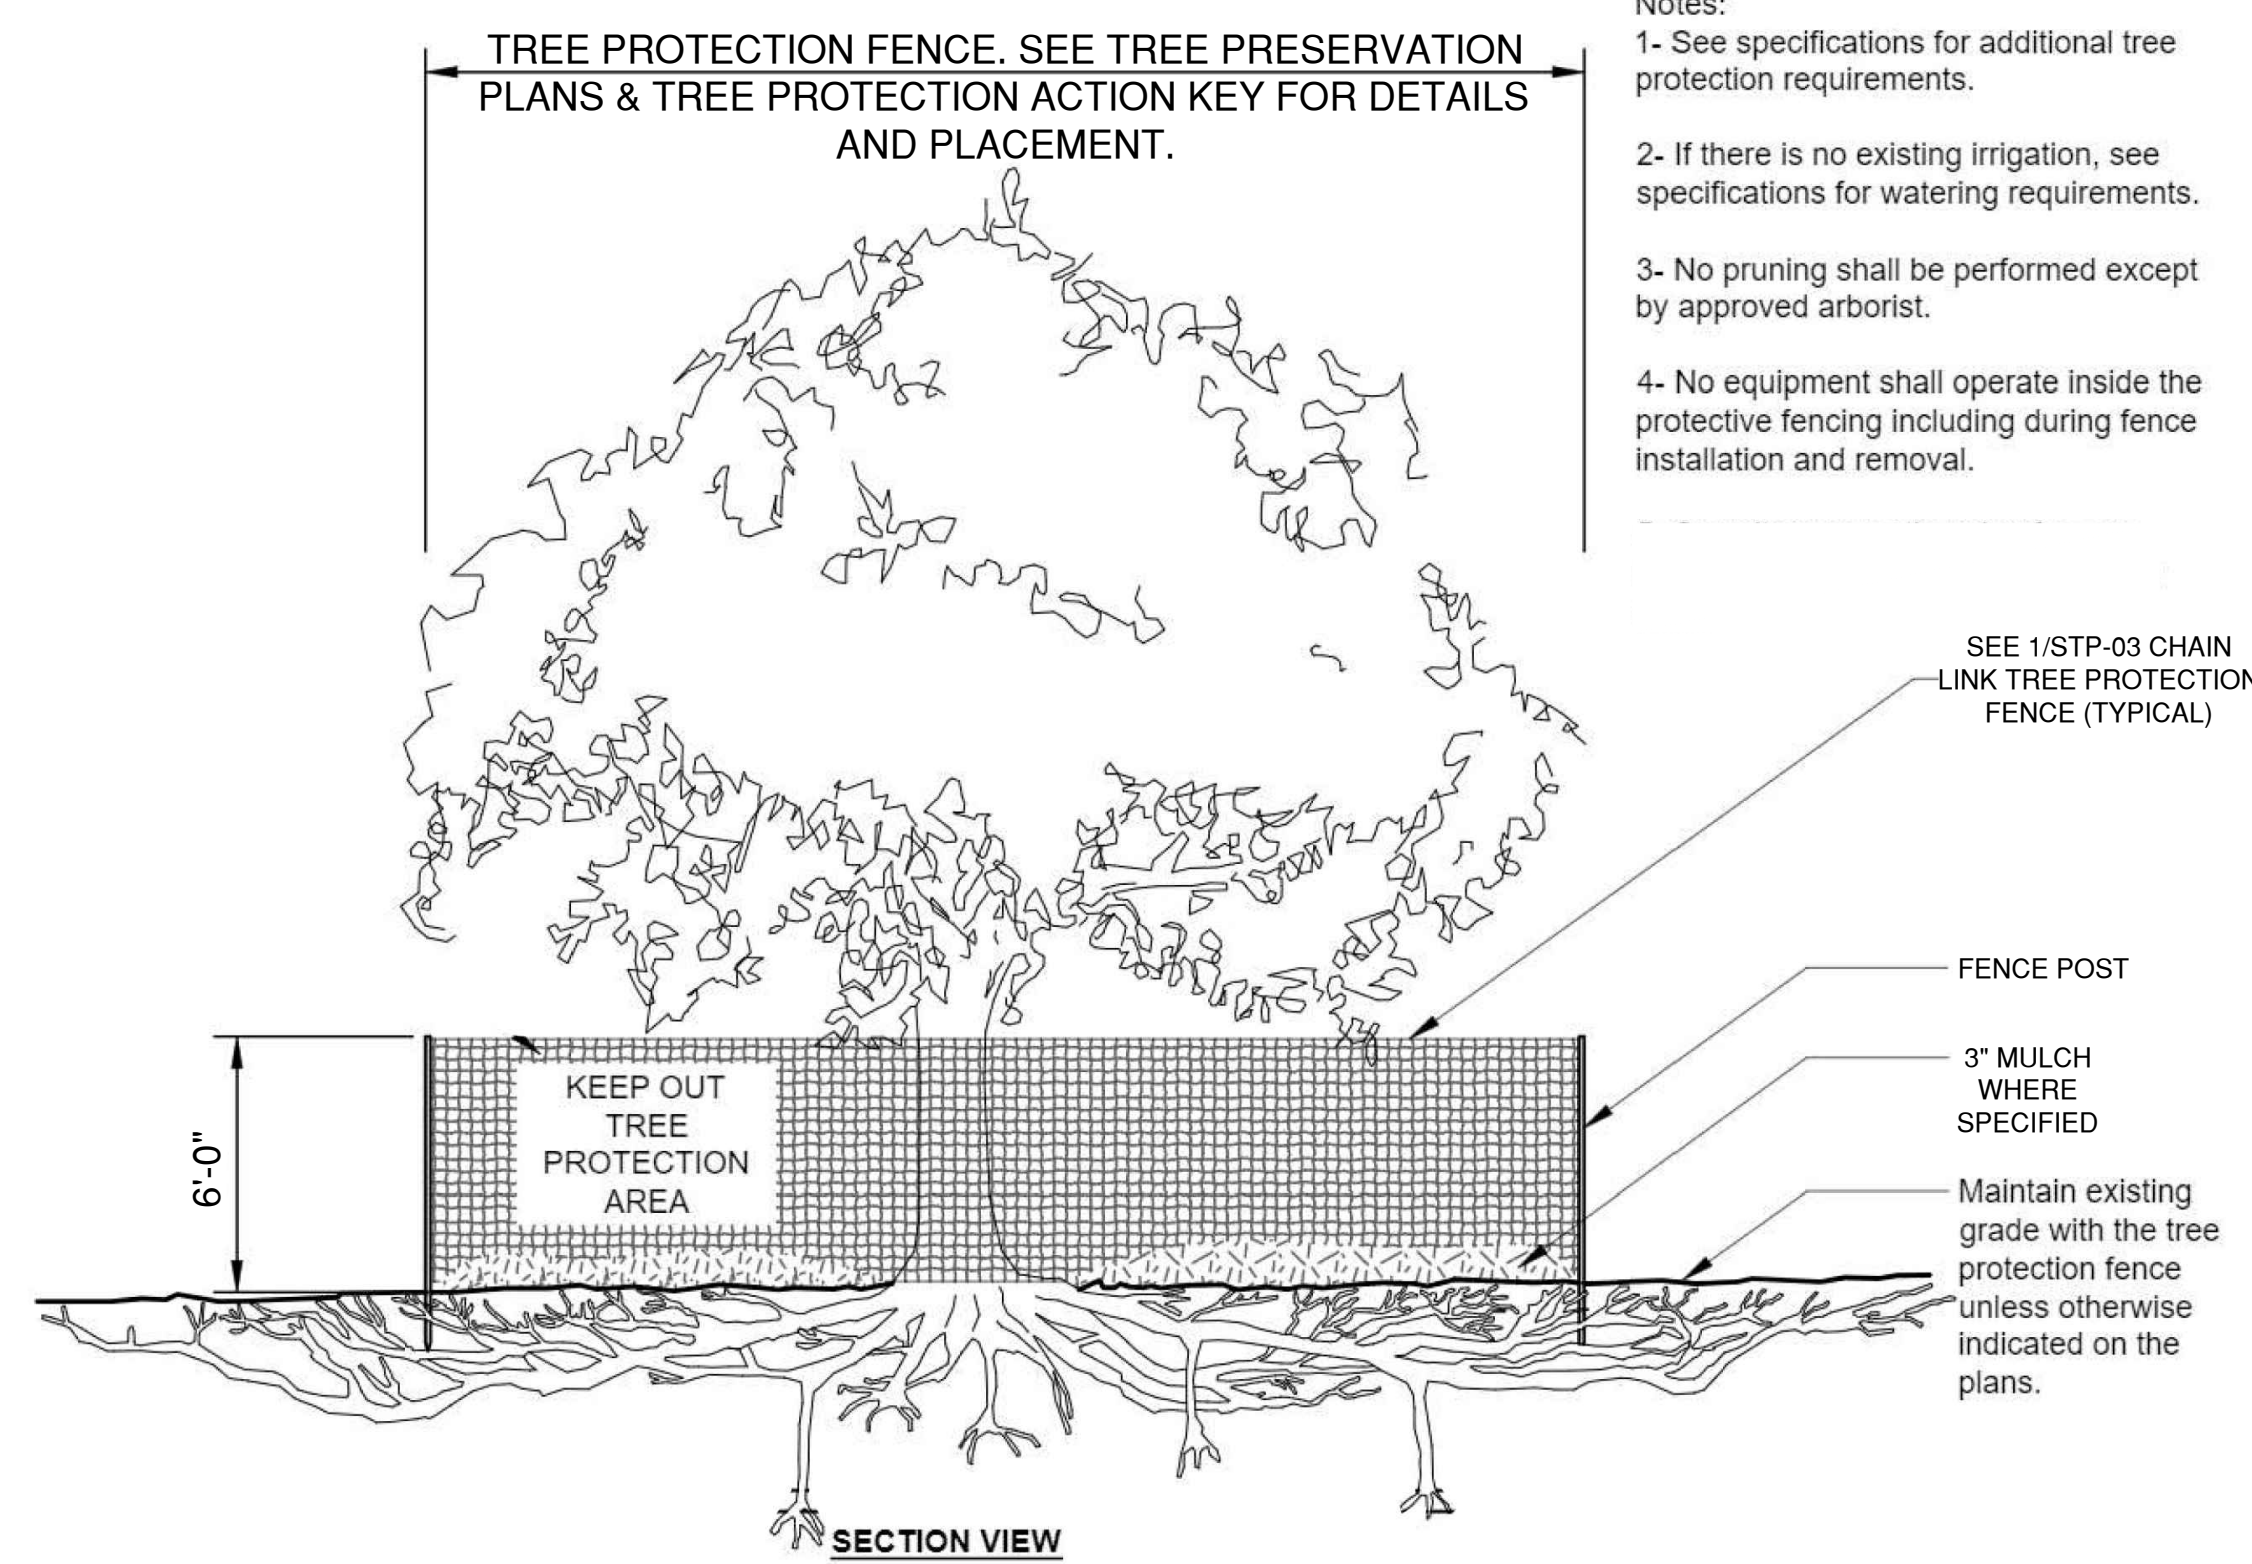 TREE PROTECTION FENCE. SEE TREE PRESERVATION
PLANS & TREE PROTECTION ACTION KEY FOR DETAILS
AND PLACEMENT.
Notes:
1- See specifications for additional tree
protection requirements.
2- If there is no existing irrigation, see
specifications for watering requirements.
3- No pruning shall be performed except
by approved arborist.
4- No equipment shall operate inside the
protective fencing including during fence
installation and removal.
SEE 1/STP-03 CHAIN
LINK TREE PROTECTION
FENCE (TYPICAL)
FENCE POST
3" MULCH
WHERE
SPECIFIED
Maintain existing
grade with the tree
protection fence
unless otherwise
indicated on the
plans.
KEEP OUT
TREE
PROTECTION
AREA
6'-0"
SECTION VIEW